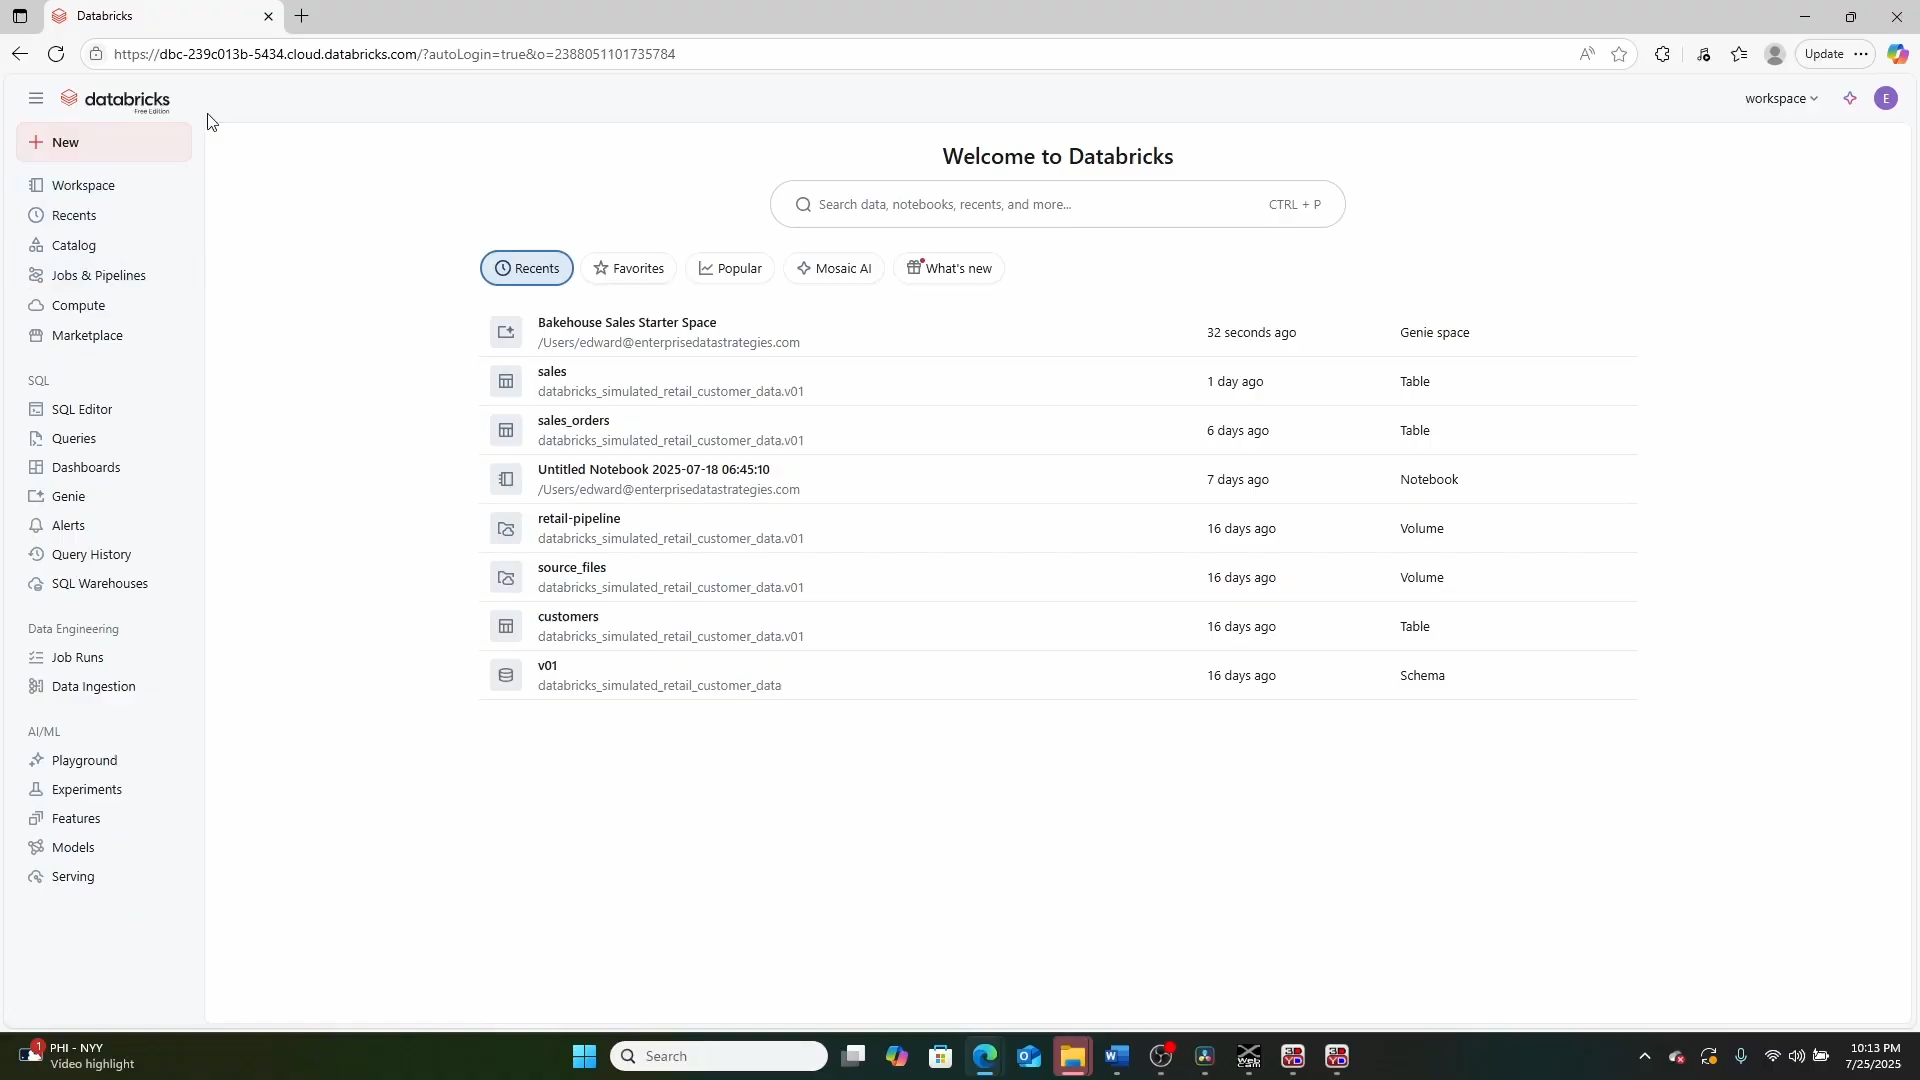 Databricks
https://dbc-239c013b-5434.cloud.databricks.com/?autoLogin=true&o=2388051101735784
Update
databricks
Free Edition
workspace
E
New
Workspace
Recents
Catalog
Jobs & Pipelines
Compute
Marketplace
SQL
SQL Editor
Queries
Dashboards
Genie
Alerts
Query History
SQL Warehouses
Data Engineering
Job Runs
Data Ingestion
AI/ML
Playground
Experiments
Features
Models
Serving
Welcome to Databricks
Search data, notebooks, recents, and more... CTRL + P
Recents Favorites Popular Mosaic AI What's new
Bakehouse Sales Starter Space
/Users/edward@enterprisedatastrategies.com
32 seconds ago Genie space
sales
databricks_simulated_retail_customer_data.v01
1 day ago Table
sales_orders
databricks_simulated_retail_customer_data.v01
6 days ago Table
Untitled Notebook 2025-07-18 06:45:10
/Users/edward@enterprisedatastrategies.com
7 days ago Notebook
retail-pipeline
databricks_simulated_retail_customer_data.v01
16 days ago Volume
source_files
databricks_simulated_retail_customer_data.v01
16 days ago Volume
customers
databricks_simulated_retail_customer_data.v01
16 days ago Table
v01
databricks_simulated_retail_customer_data
16 days ago Schema
1
PHI - NYY
Video highlight
Search
10:13 PM
7/25/2025